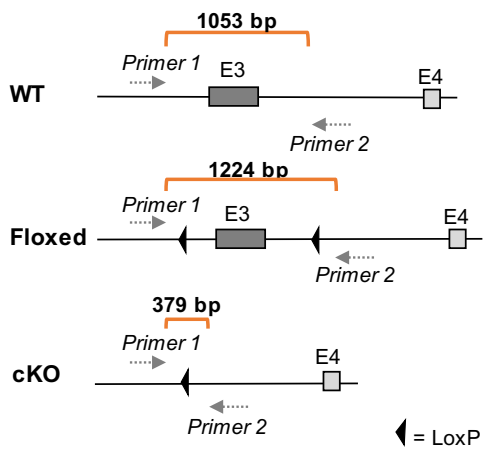 1053 bp
Primer 1
E3
E4
WT
Primer 2
1224 bp
Primer 1
E3
E4
Floxed
Primer 2
379 bp
Primer 1
E4
cKO
Primer 2
= LoxP